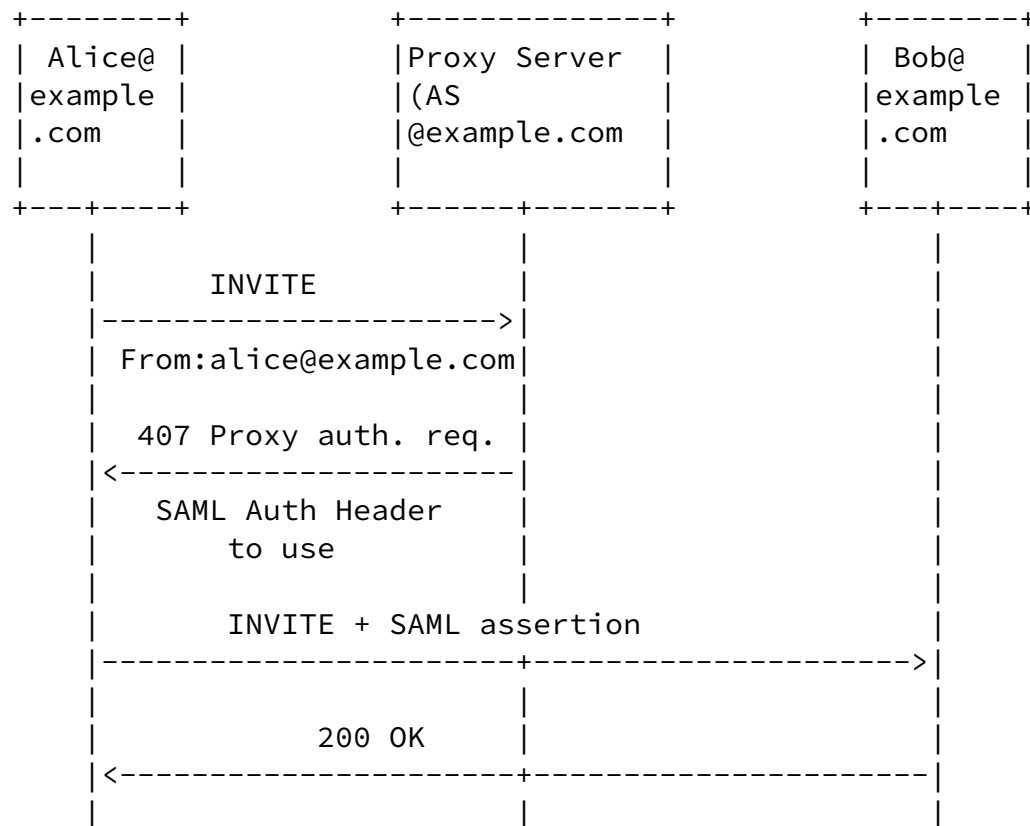 Alice@ Proxy Server Bob@
example (AS example
.com @example.com .com
INVITE
From:alice@example.com
407 Proxy auth. req.
SAML Auth Header
to use
INVITE + SAML assertion
200 OK